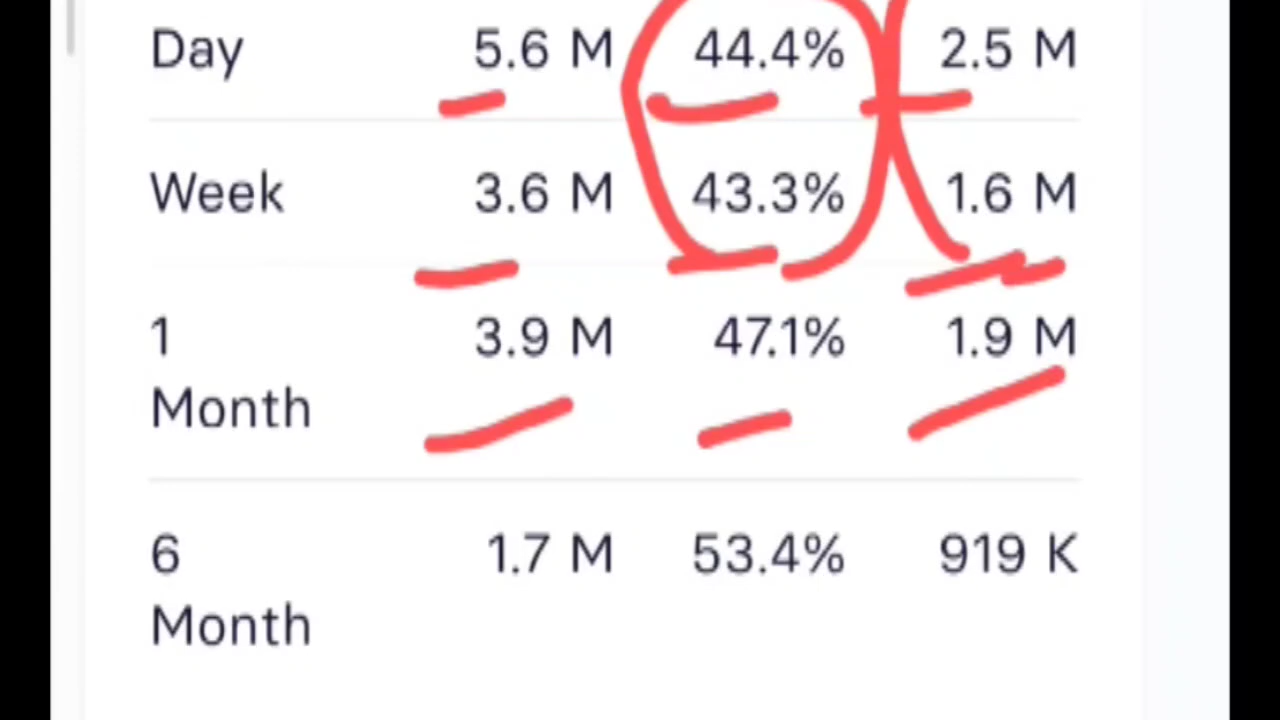 Day 5.6 M 44.4% 2.5 M
Week 3.6 M 43.3% 1.6 M
1 3.9 M 47.1% 1.9 M
Month
6 1.7 M 53.4% 919 K
Month